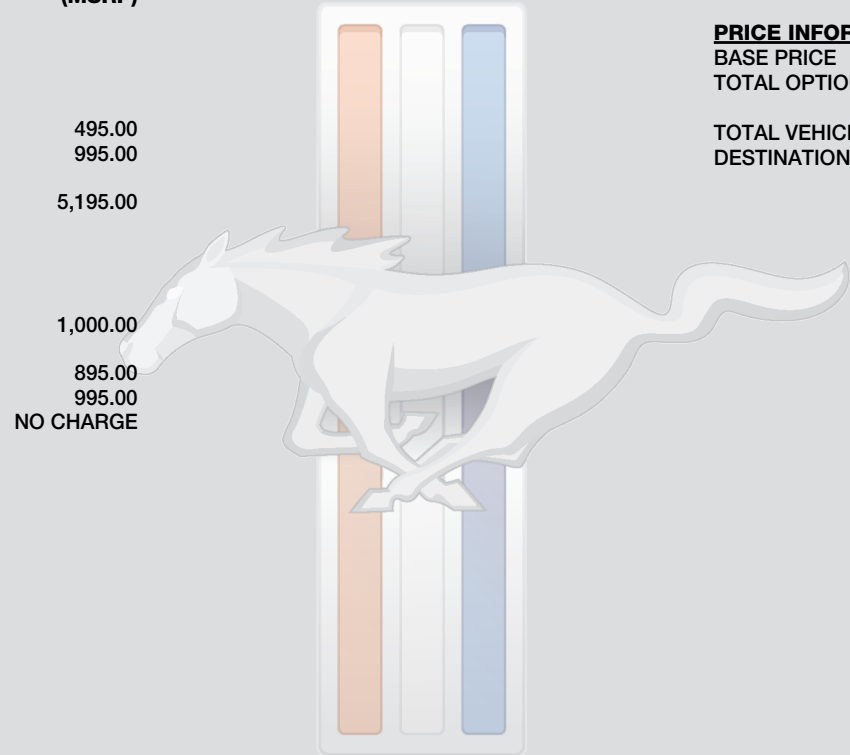 (MSRP)
495.00
995.00
5,195.00
1,000.00
895.00
995.00
NO CHARGE
PRICE INFOR
BASE PRICE
TOTAL OPTIO
TOTAL VEHIC
DESTINATION